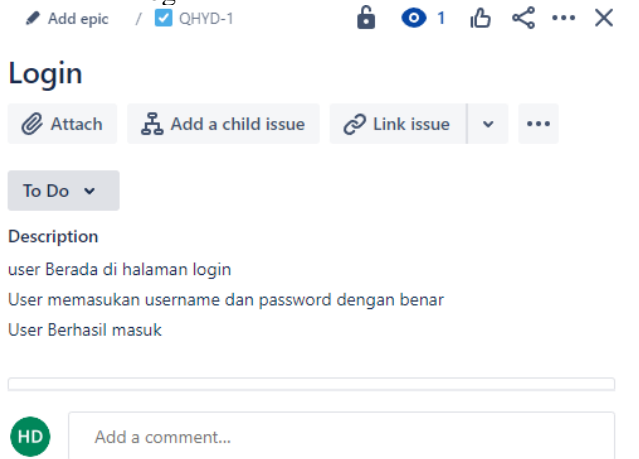 Add epic / QHYD-1 1
Login
Attach Add a child issue Link issue
To Do
Description
user Berada di halaman login
User memasukan username dan password dengan benar
User Berhasil masuk
HD Add a comment...